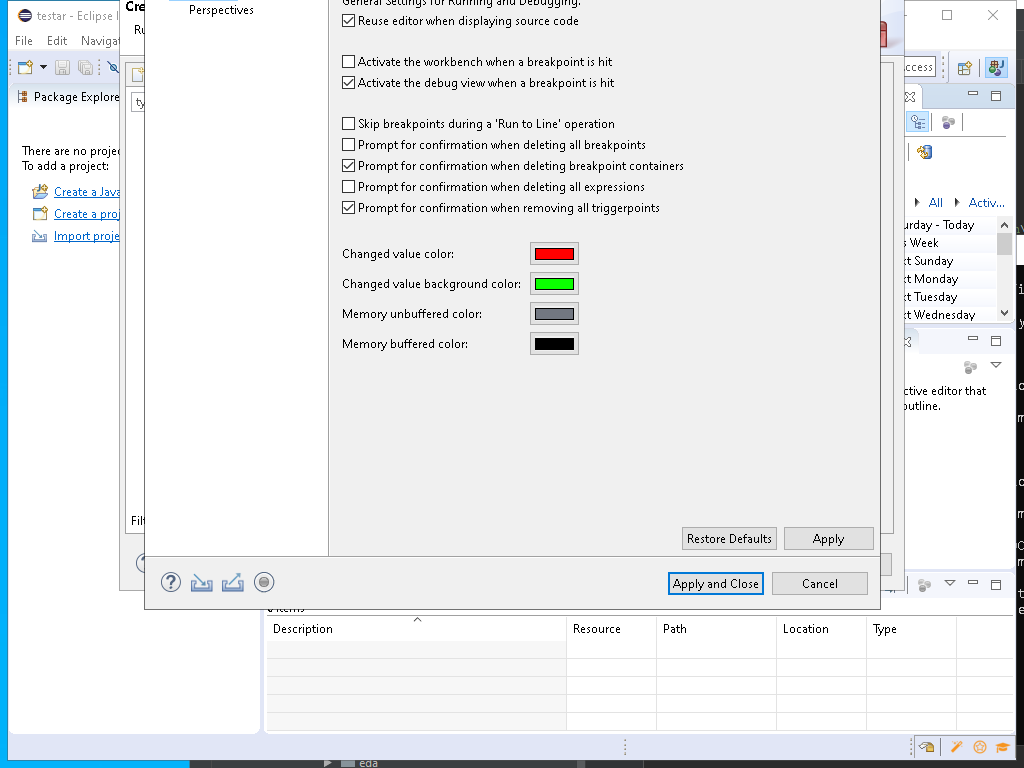 testar - Eclipse I
File Edit Navigat
Package Explore
There are no projec
To add a project:
Create a Java
Create a proj
Import proje
Cre
Ru
ty
Filt
Perspectives
General Settings for Running and Debugging.
Reuse editor when displaying source code
Activate the workbench when a breakpoint is hit
Activate the debug view when a breakpoint is hit
Skip breakpoints during a 'Run to Line' operation
Prompt for confirmation when deleting all breakpoints
Prompt for confirmation when deleting breakpoint containers
Prompt for confirmation when deleting all expressions
Prompt for confirmation when removing all triggerpoints
Changed value color:
Changed value background color:
Memory unbuffered color:
Memory buffered color:
Restore Defaults Apply
Apply and Close Cancel
ccess
All Activ...
urday - Today
s Week
xt Sunday
xt Monday
xt Tuesday
xt Wednesday
ctive editor that
outline.
0 items
Description Resource Path Location Type
eda